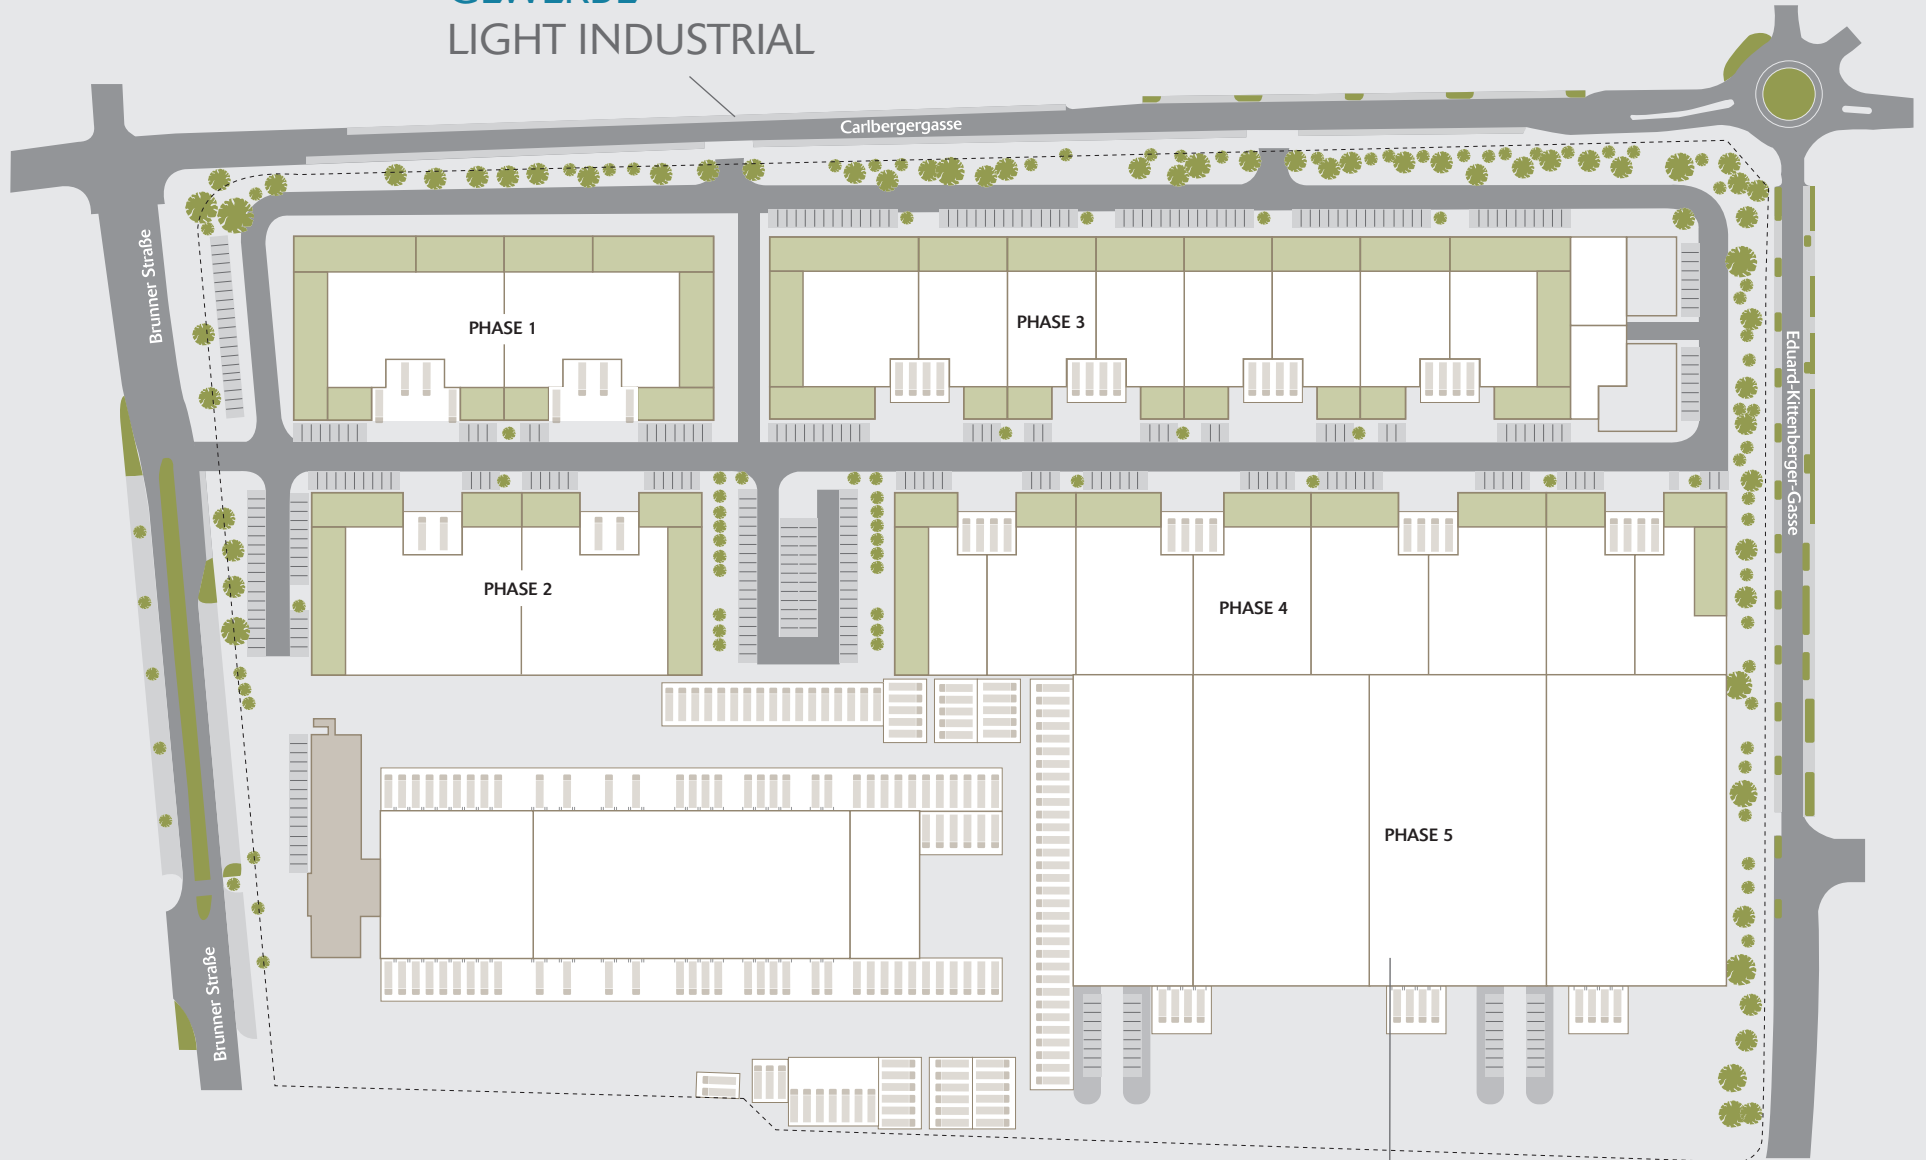 GEWERBE
LIGHT INDUSTRIAL
Carlbergergasse
Brunner Straße
PHASE 1
PHASE 3
Eduard-Kittenberger-Gasse
PHASE 2
PHASE 4
PHASE 5
Brunner Straße